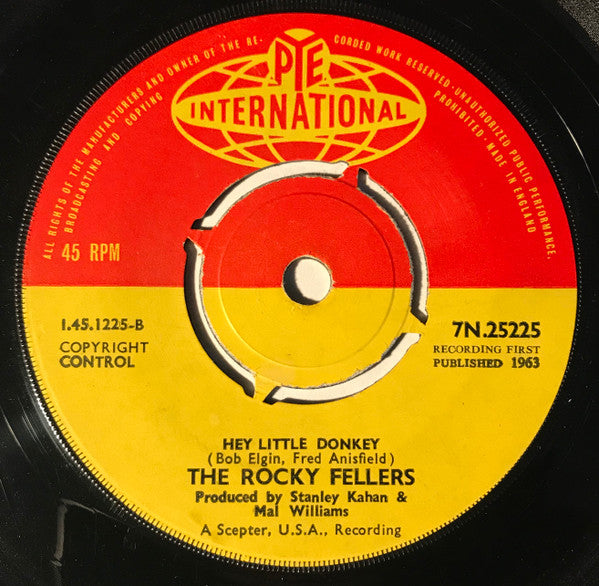 ALL RIGHTS OF THE MANUFACTURERS AND OWNER OF THE RE-CORDED WORK RESERVED·UNAUTHORIZED PUBLIC PERFORMANCE,
BROADCASTING AND COPYING PROHIBITED·MADE IN ENGLAND
PYE
INTERNATIONAL
45 RPM
1.45.1225-B
COPYRIGHT
CONTROL
7N.25225
RECORDING FIRST
PUBLISHED 1963
HEY LITTLE DONKEY
(Bob Elgin, Fred Anisfield)
THE ROCKY FELLERS
Produced by Stanley Kahan &
Mal Williams
A Scepter, U.S.A., Recording